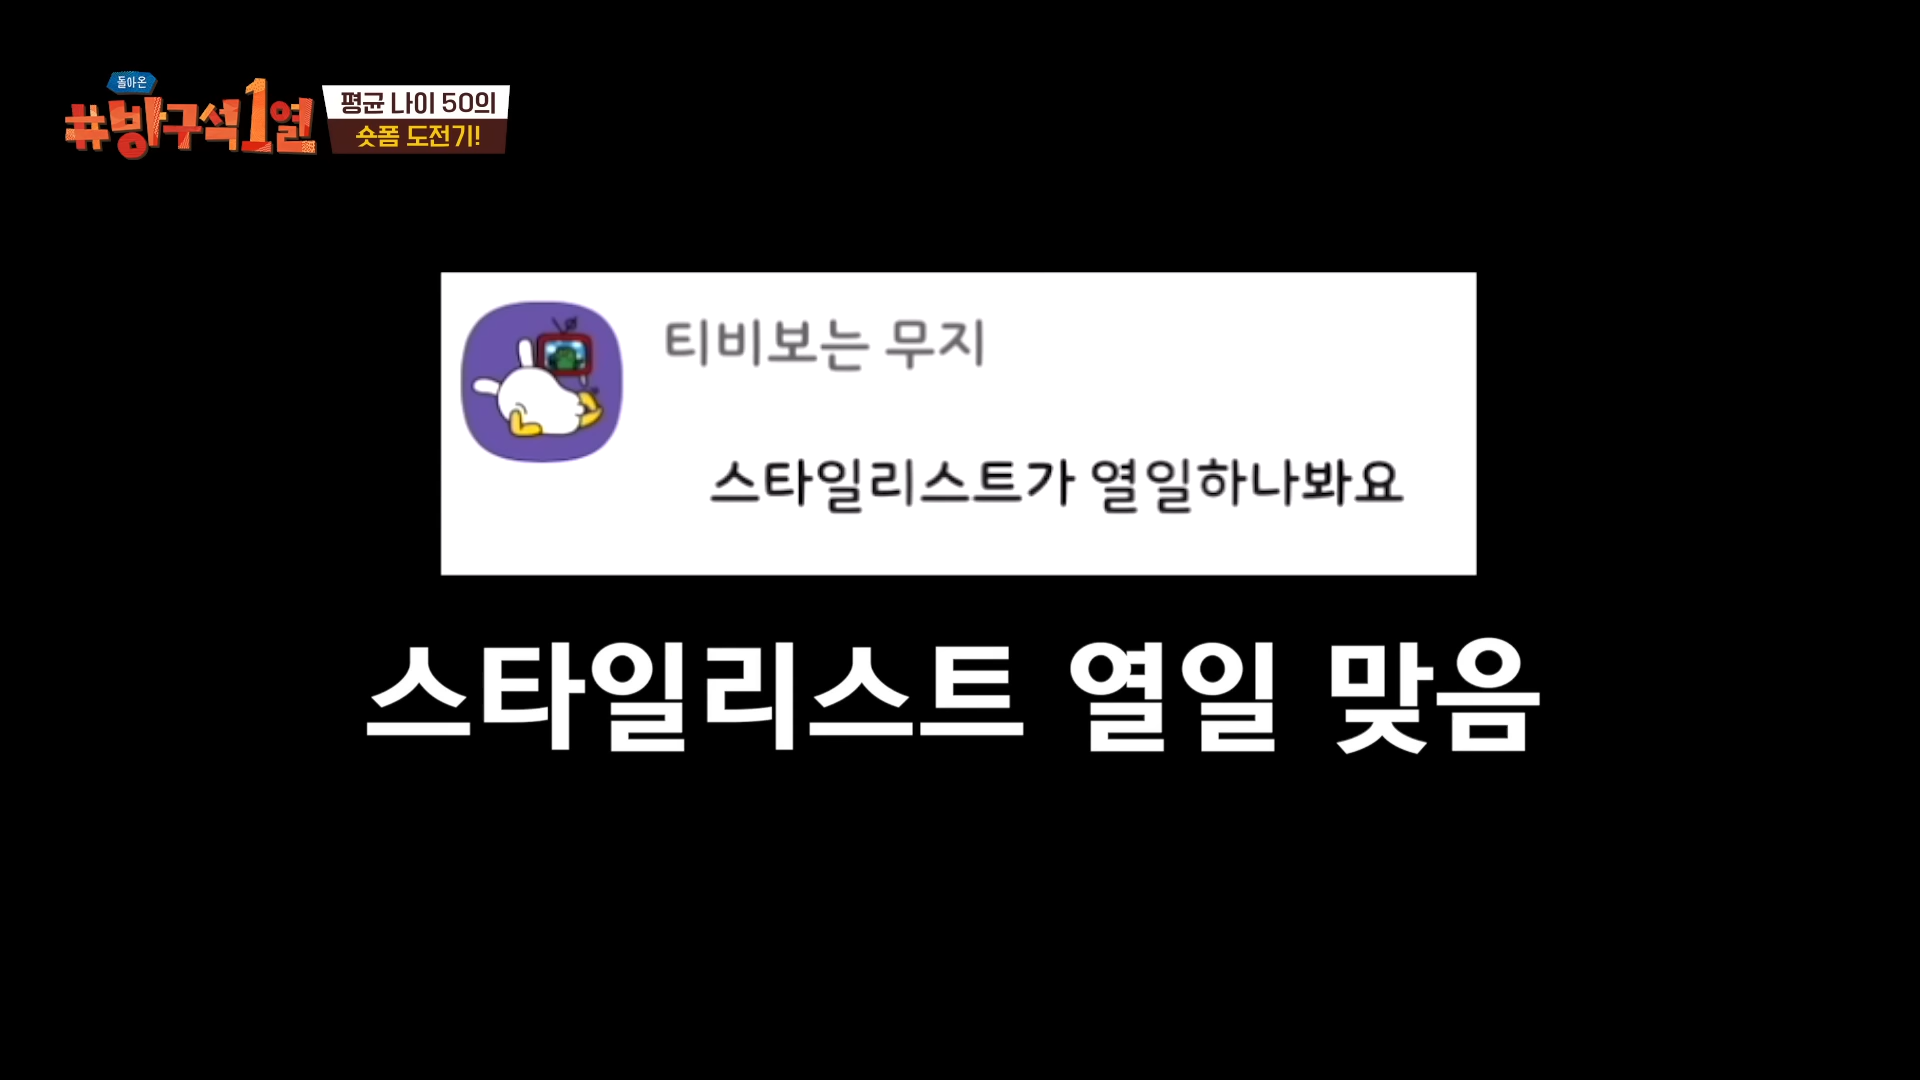 돌아온
#방구석1열
평균 나이 50의
숏폼 도전기!
티비보는 무지
스타일리스트가 열일하나봐요
스타일리스트 열일 맞음